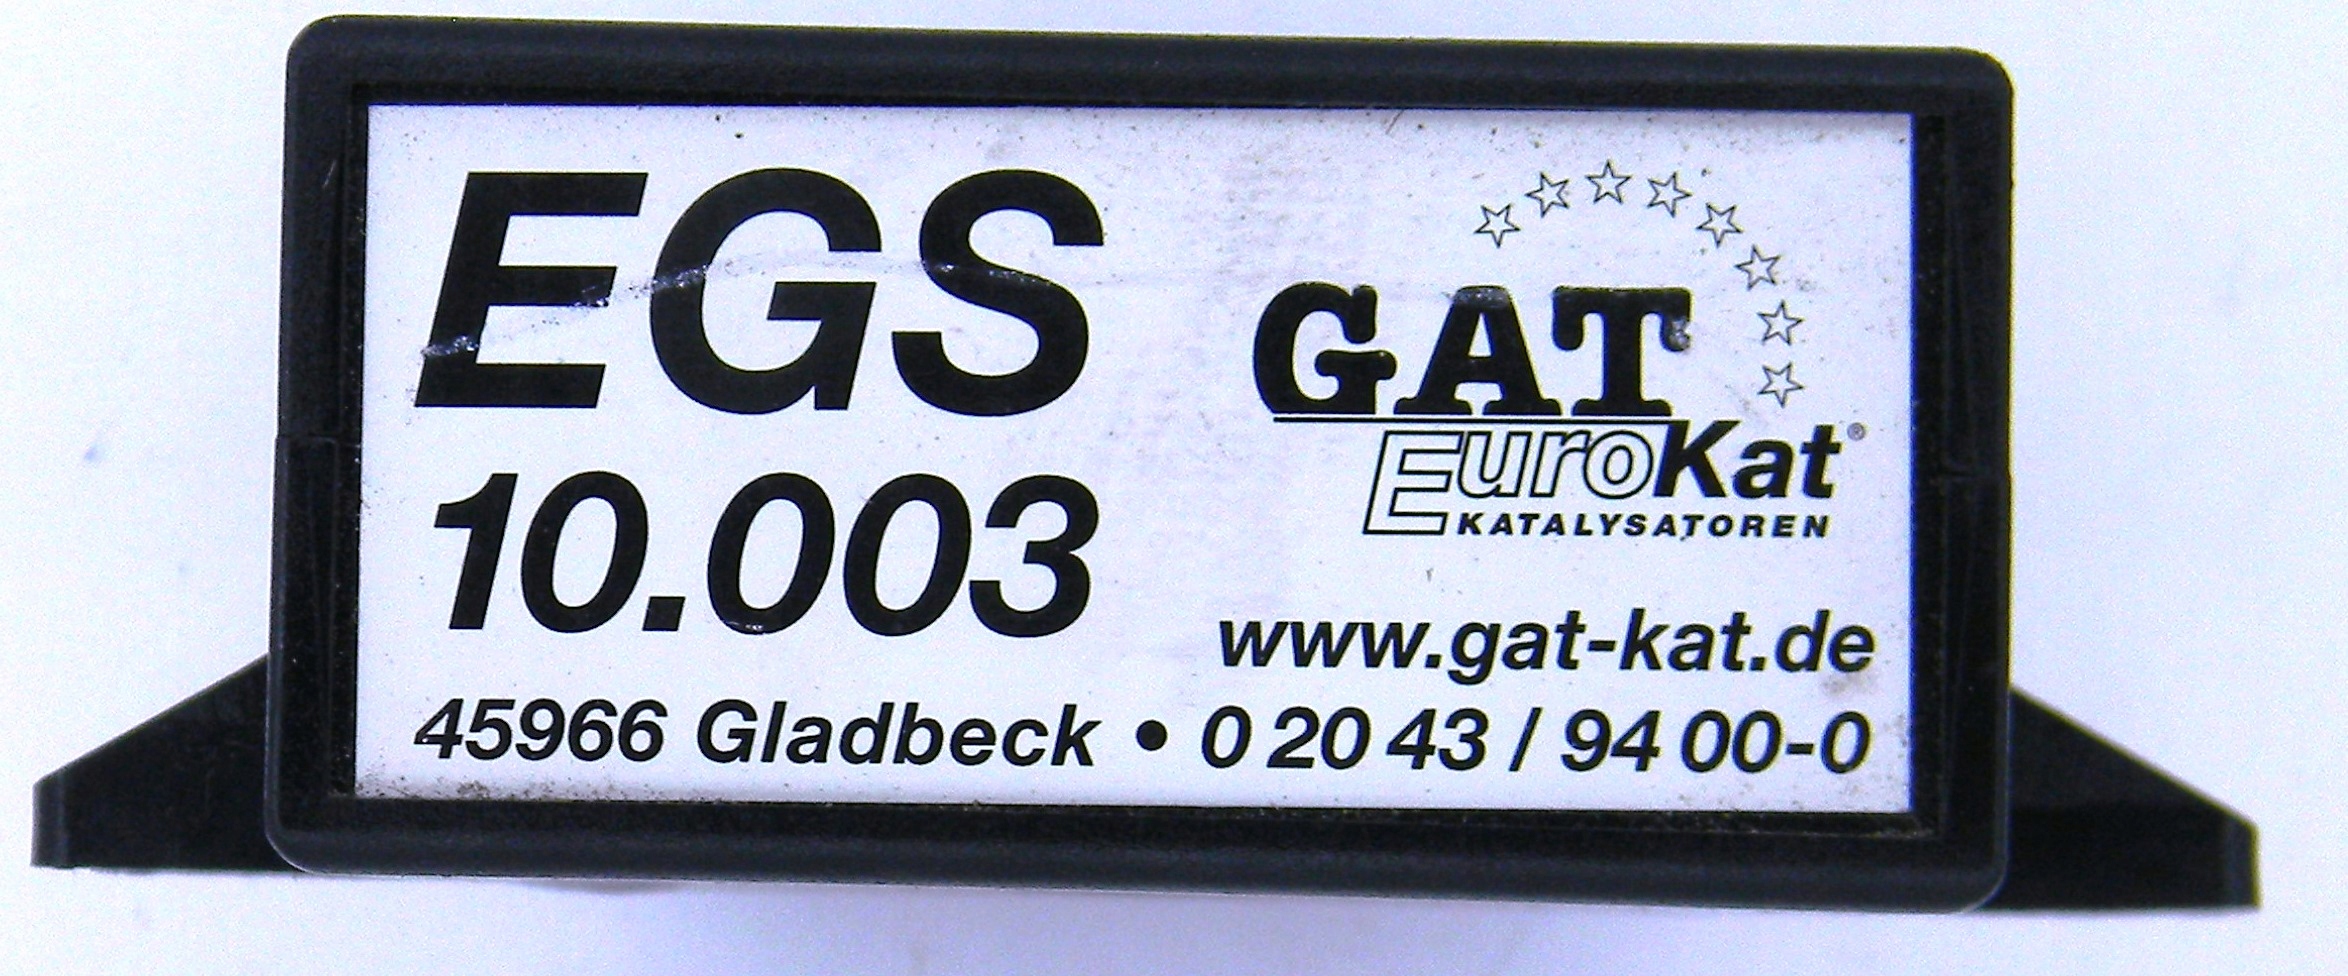 EGS
10.003
GAT
EuroKat®
KATALYSATOREN
www.gat-kat.de
45966 Gladbeck • 0 20 43 / 94 00-0